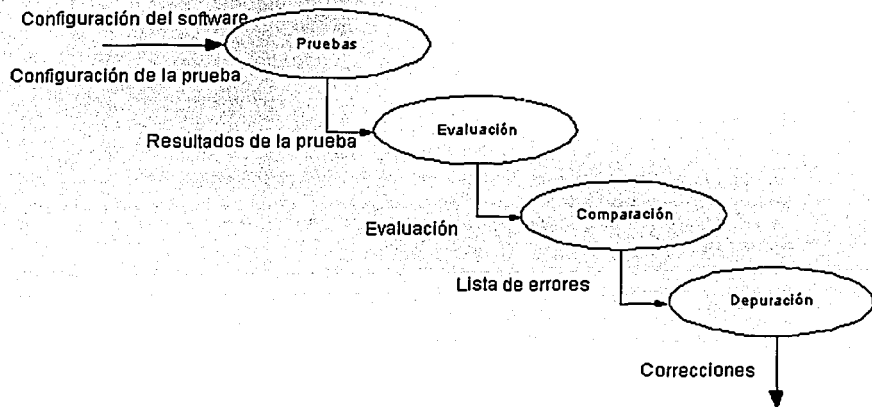 Configuración del software
Pruebas
Configuración de la prueba
Evaluación
Resultados de la prueba
Comparación
Evaluación
Lista de errores
Depuración
Correcciones